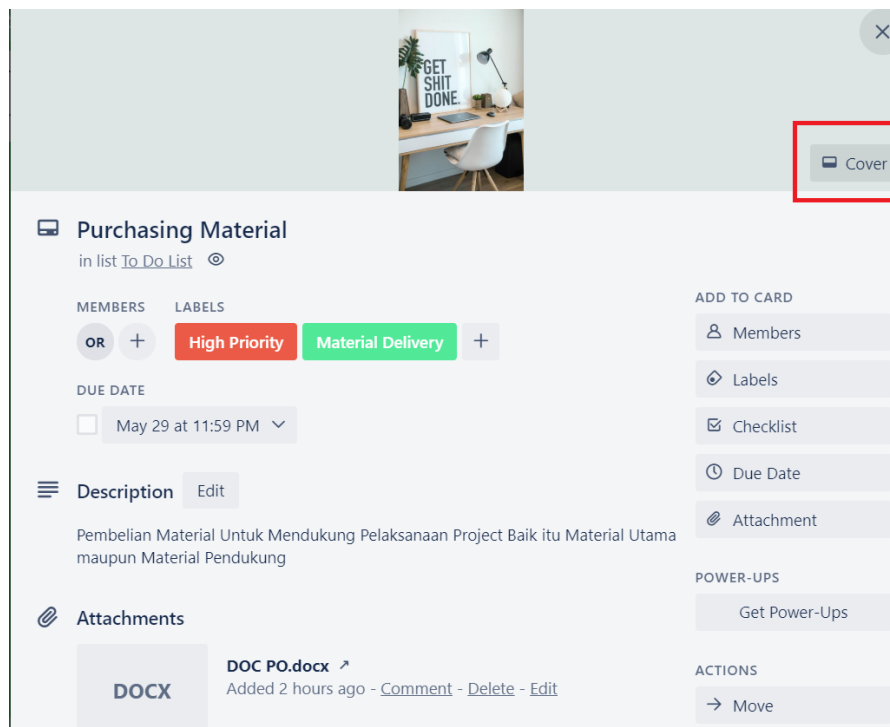 GET
SHIT
DONE.
Cover
Purchasing Material
in list To Do List
MEMBERS LABELS
OR + High Priority Material Delivery +
DUE DATE
May 29 at 11:59 PM
Description Edit
Pembelian Material Untuk Mendukung Pelaksanaan Project Baik itu Material Utama
maupun Material Pendukung
Attachments
DOCX
DOC PO.docx ↗
Added 2 hours ago - Comment - Delete - Edit
ADD TO CARD
Members
Labels
Checklist
Due Date
Attachment
POWER-UPS
Get Power-Ups
ACTIONS
→ Move